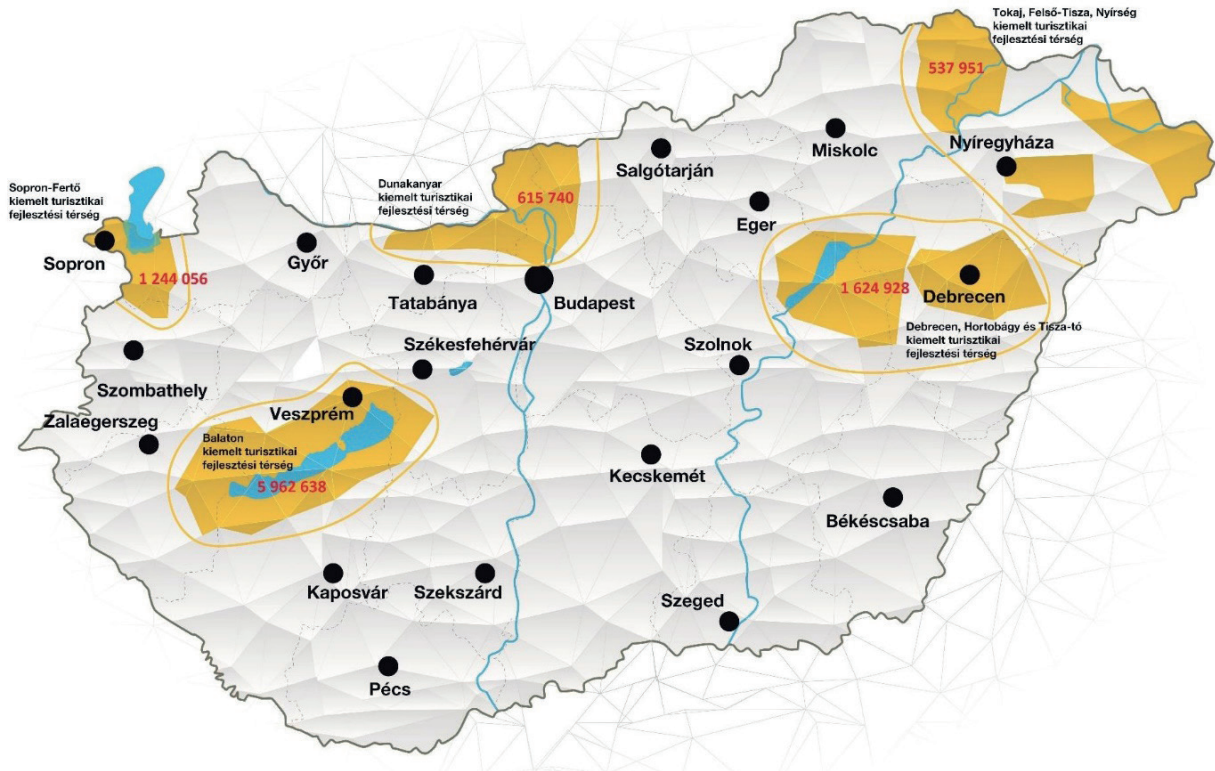 Tokaj, Felső-Tisza, Nyírség
kiemelt turisztikai
fejlesztési térség
537 951
Miskolc
Nyíregyháza
Salgótarján
Dunakanyar
kiemelt turisztikai
fejlesztési térség
615 740
Eger
Sopron-Fertő
kiemelt turisztikai
fejlesztési térség
Sopron
1 244 056
Győr
Tatabánya
Budapest
1 624 928
Debrecen
Debrecen, Hortobágy és Tisza-tó
kiemelt turisztikai
fejlesztési térség
Székesfehérvár
Szolnok
Szombathely
Veszprém
Zalaegerszeg
Balaton
kiemelt turisztikai
fejlesztési térség
5 962 638
Kecskemét
Békéscsaba
Kaposvár
Szekszárd
Szeged
Pécs